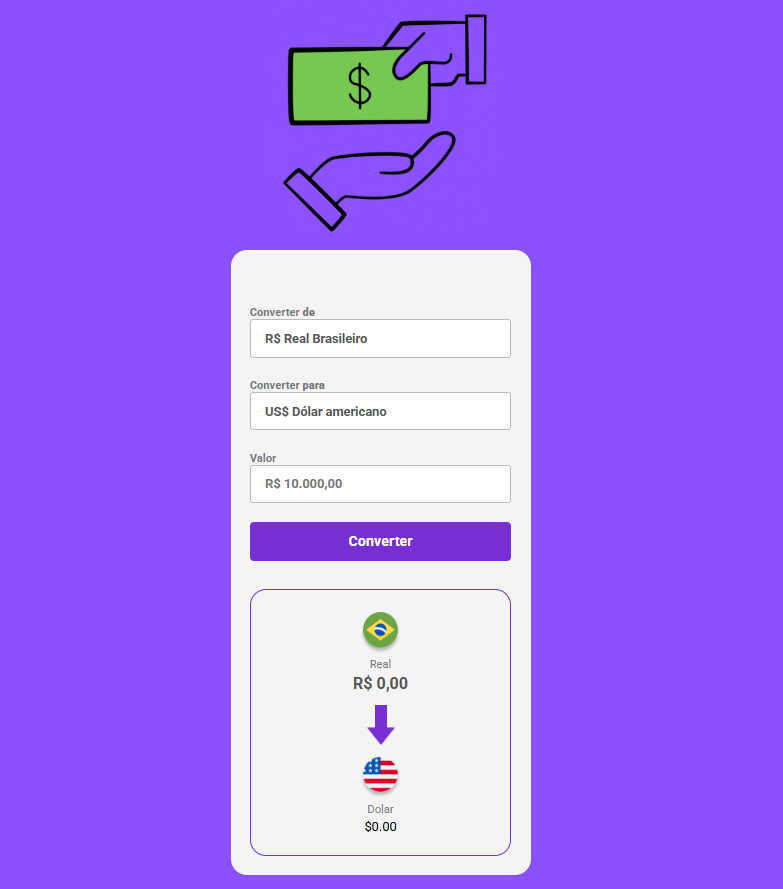 $
Converter de
R$ Real Brasileiro
Converter para
US$ Dólar americano
Valor
R$ 10.000,00
Converter
Real
R$ 0,00
Dolar
$0.00